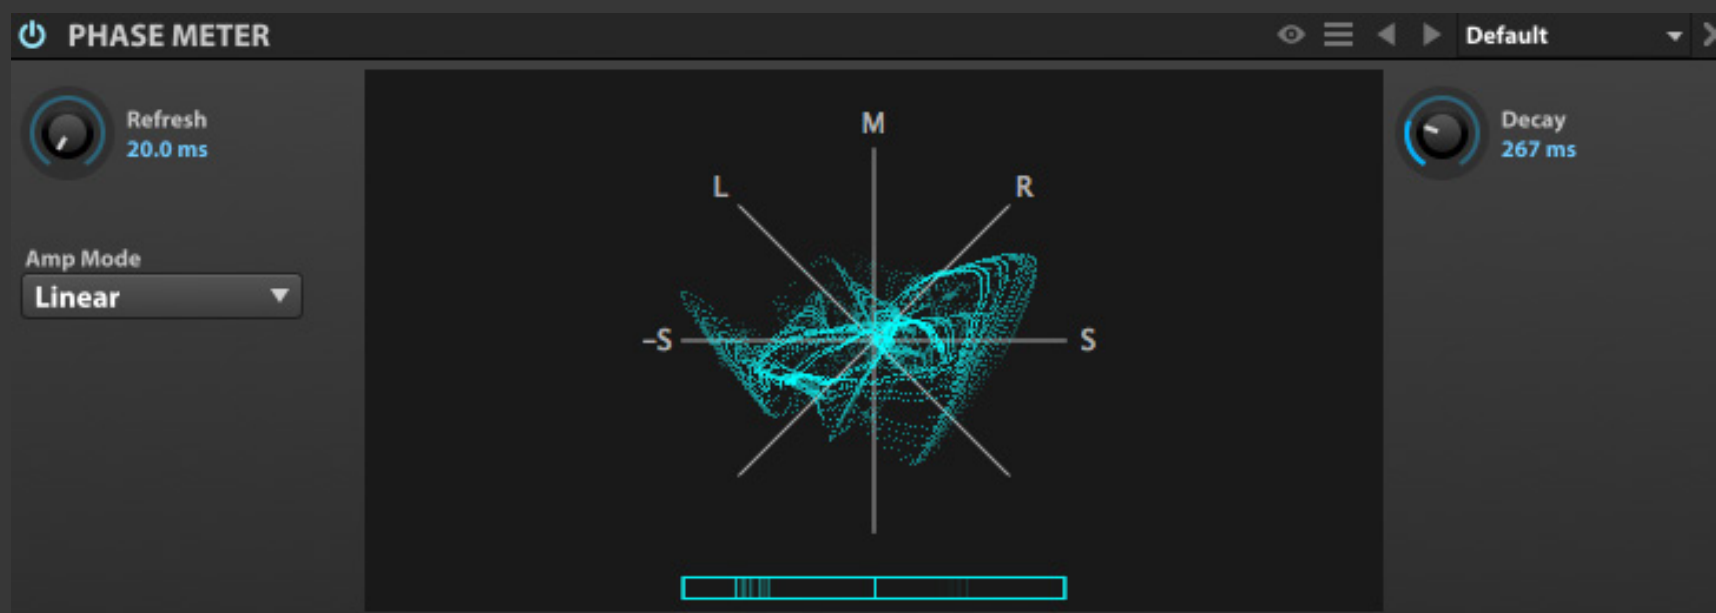 PHASE METER
Default
Refresh
20.0 ms
Amp Mode
Linear
M
L
R
–S
S
Decay
267 ms